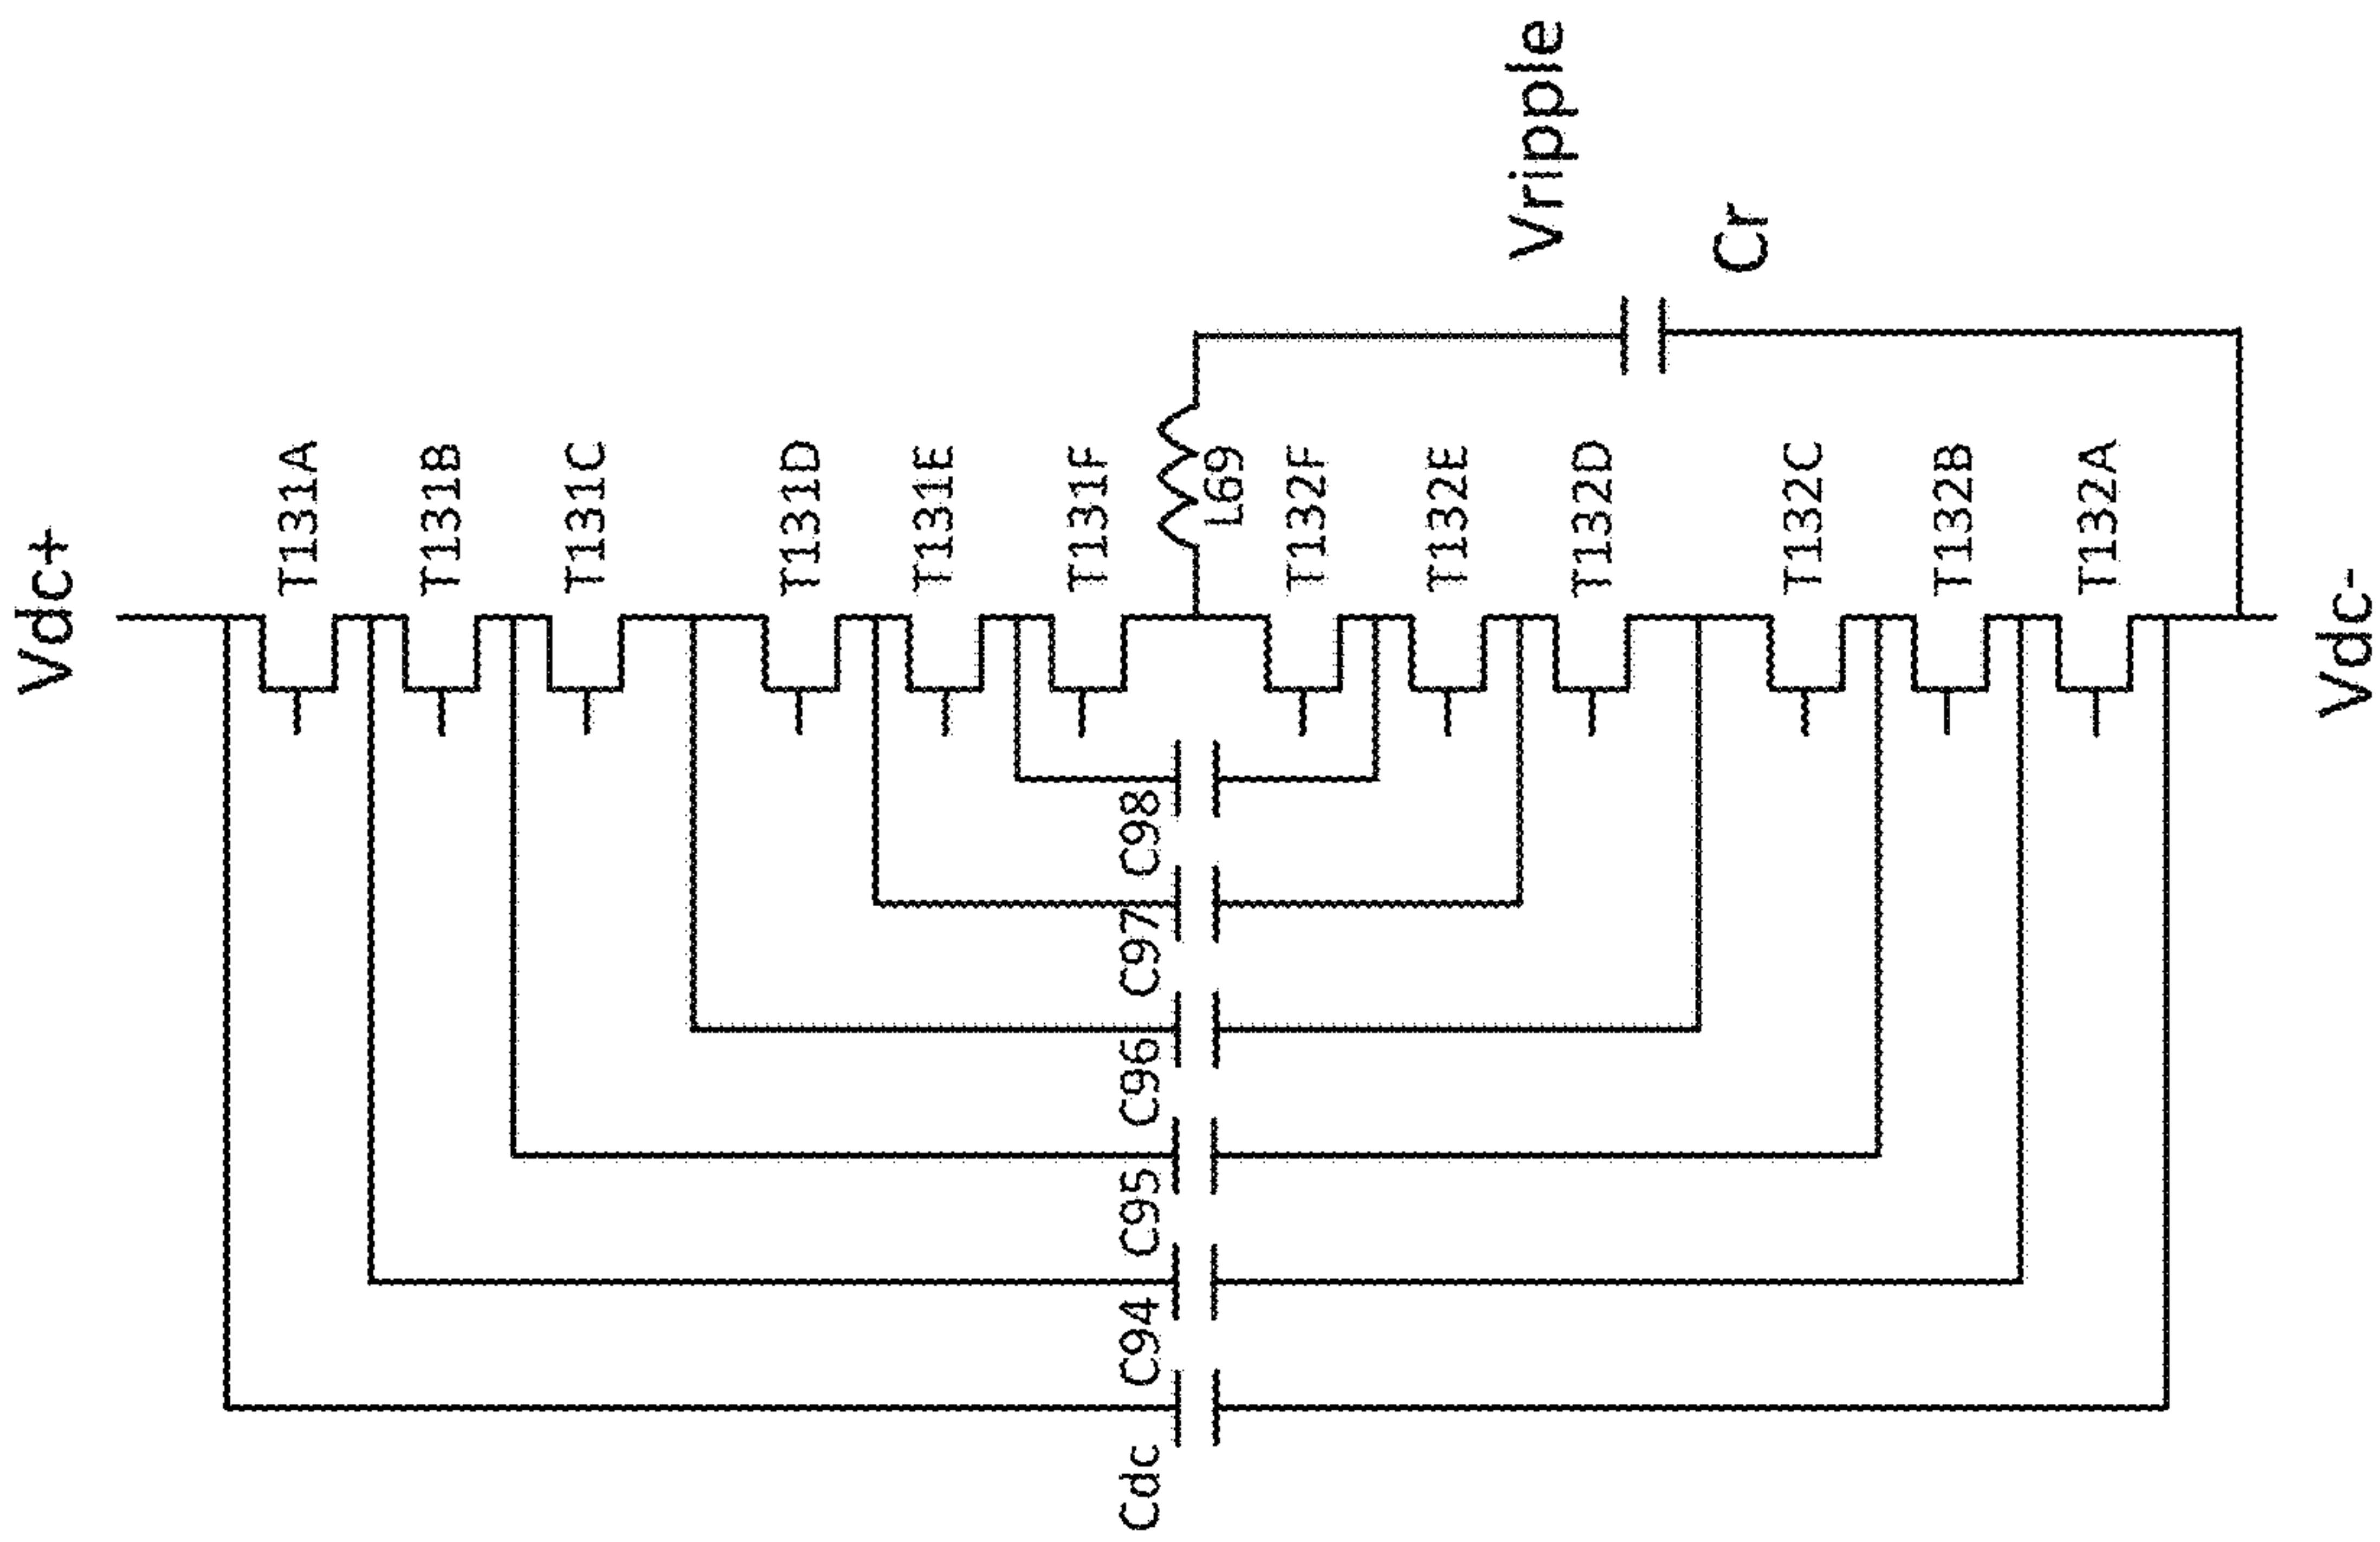 Vdc+
T131A
T131B
T131C
T131D
T131E
T131F
L69
T132F
T132E
T132D
T132C
T132B
T132A
Vdc-
Vripple
Cr
Cdc
C94
C95
C96
C97
C98